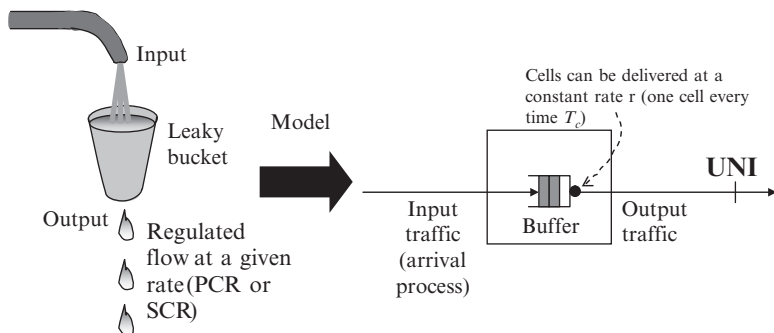 Input
Leaky
bucket
Output
Regulated
flow at a given
rate (PCR or
SCR)
Model
Cells can be delivered at a
constant rate r (one cell every
time Tc)
UNI
Buffer
Input
traffic
(arrival
process)
Output
traffic